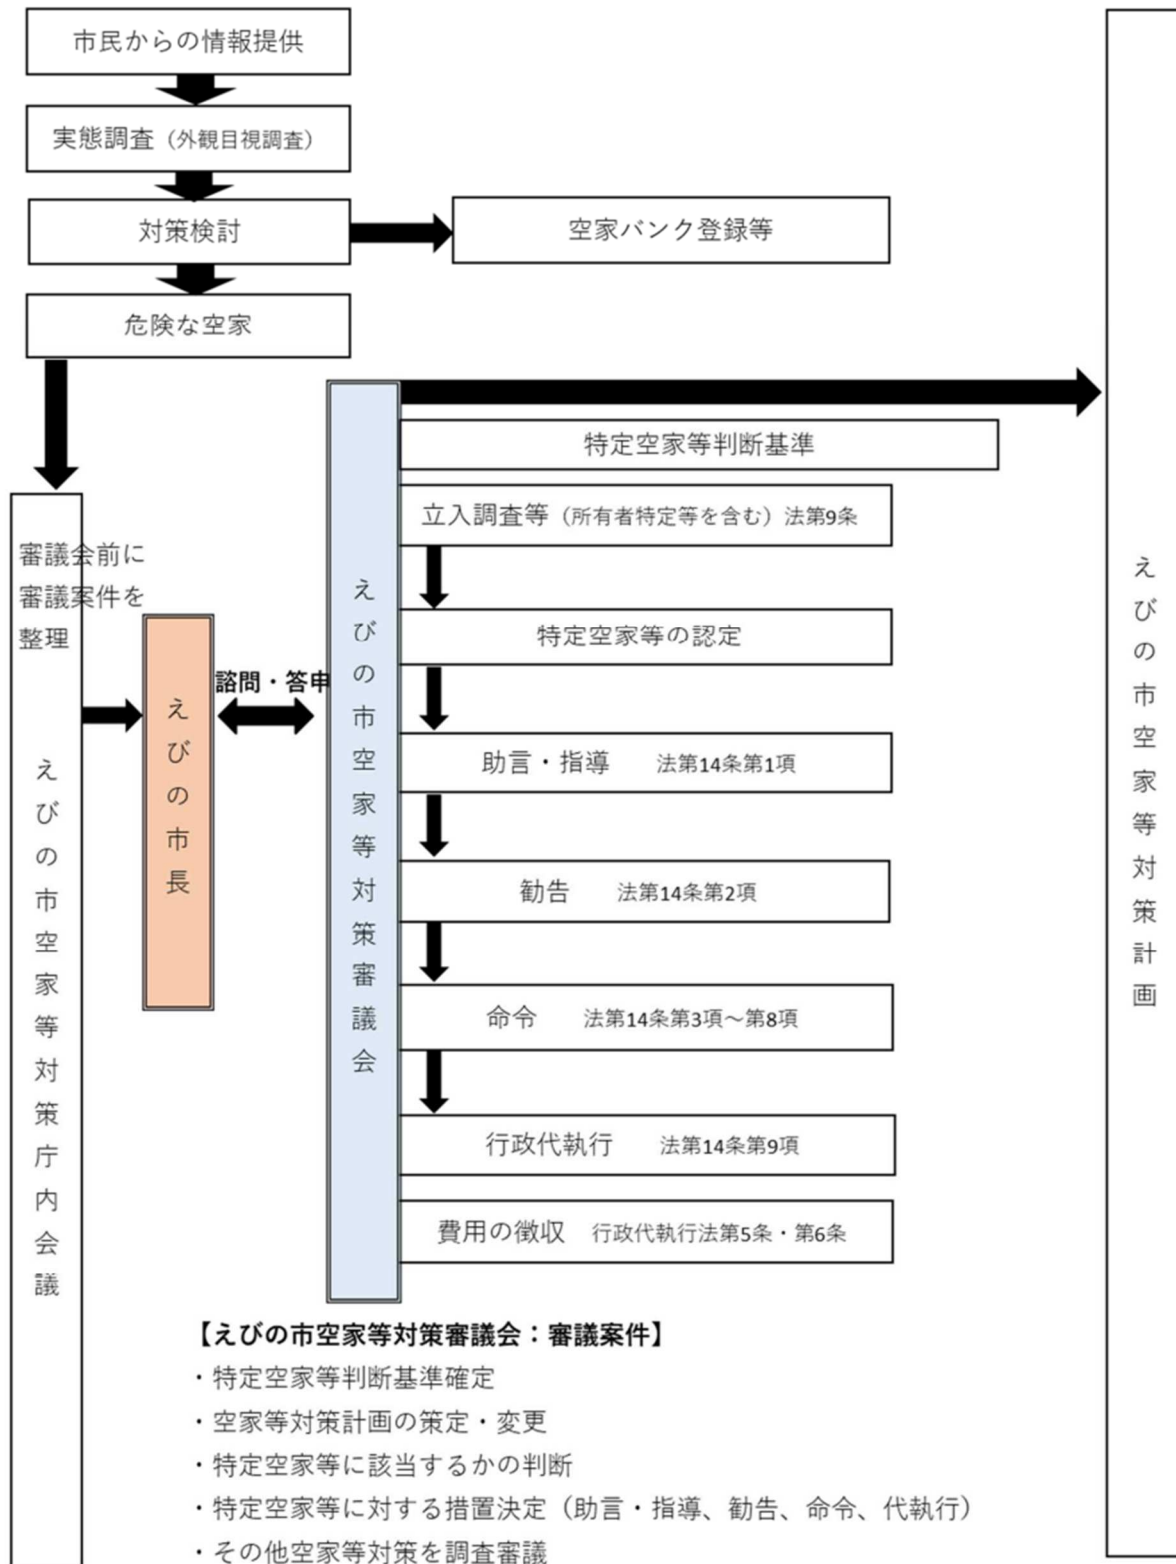 市民からの情報提供
実態調査（外観目視調査）
対策検討
空家バンク登録等
危険な空家
特定空家等判断基準
立入調査等（所有者特定等を含む）法第9条
特定空家等の認定
助言・指導　　法第14条第1項
勧告　　法第14条第2項
命令　　法第14条第3項～第8項
行政代執行　　法第14条第9項
費用の徴収　行政代執行法第5条・第6条
審議会前に
審議案件を
整理
えびの市空家等対策庁内会議
えびの市長
諮問・答申
えびの市空家等対策審議会
えびの市空家等対策計画
【えびの市空家等対策審議会：審議案件】
・特定空家等判断基準確定
・空家等対策計画の策定・変更
・特定空家等に該当するかの判断
・特定空家等に対する措置決定（助言・指導、勧告、命令、代執行）
・その他空家等対策を調査審議